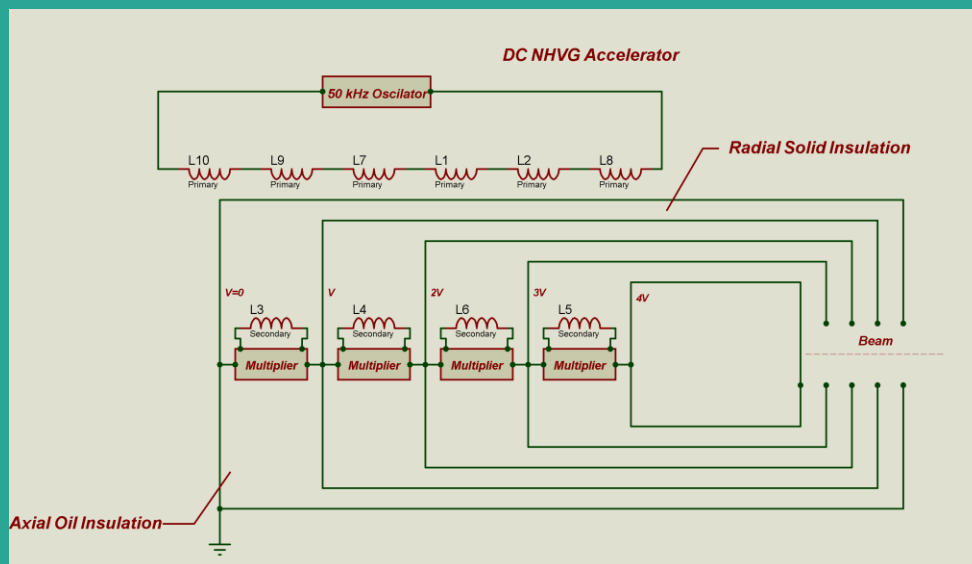 DC NHVG Accelerator
50 kHz Oscilator
Radial Solid Insulation
L10
L9
L7
L1
L2
L8
Primary
Primary
Primary
Primary
Primary
Primary
V=0
V
2V
3V
4V
L3
L4
L6
L5
Secondary
Secondary
Secondary
Secondary
Beam
Multiplier
Multiplier
Multiplier
Multiplier
Axial Oil Insulation